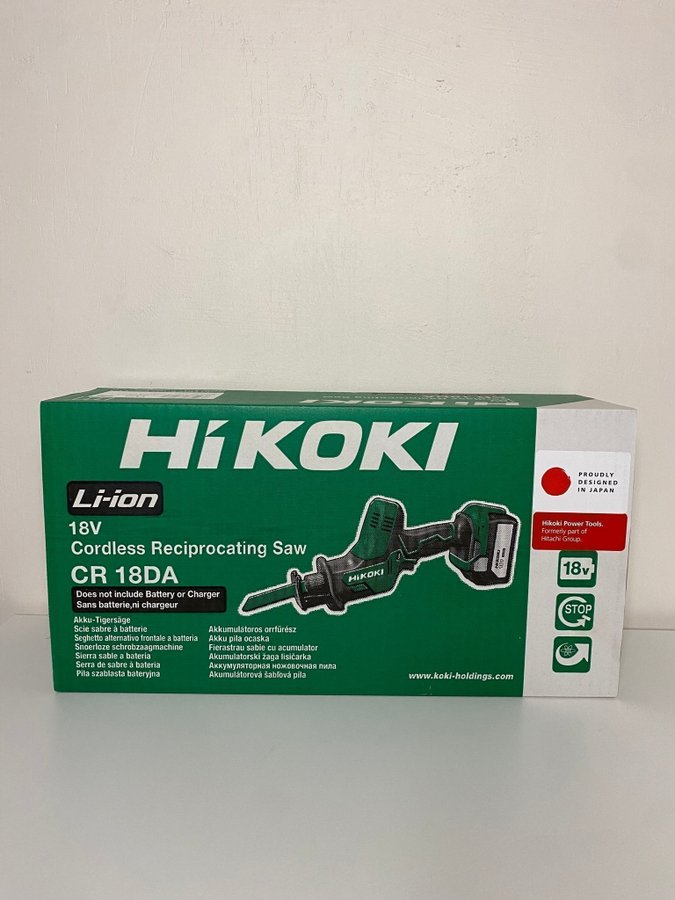 HiKOKI
Li-ion
18V
Cordless Reciprocating Saw
CR 18DA
Does not include Battery or Charger
Sans batterie,ni chargeur
Akku-Tigersäge
Scie sabre à batterie
Seghetto alternativo frontale a batteria
Snoerloze schrobzaagmachine
Sierra sable a bateria
Serra de sabre à bateria
Piła szablasta bateryjna
Akkumulátoros orrfűrész
Aku pila ocaska
Fierastrau sabie cu acumulator
Akumulatorski žaga lisičarka
Аккумуляторная ножовочная пила
Akumulátorová šabľová píla
HiKOKI
www.koki-holdings.com
PROUDLY
DESIGNED
IN JAPAN
Hikoki Power Tools.
Formerly part of
Hitachi Group.
18v
STOP